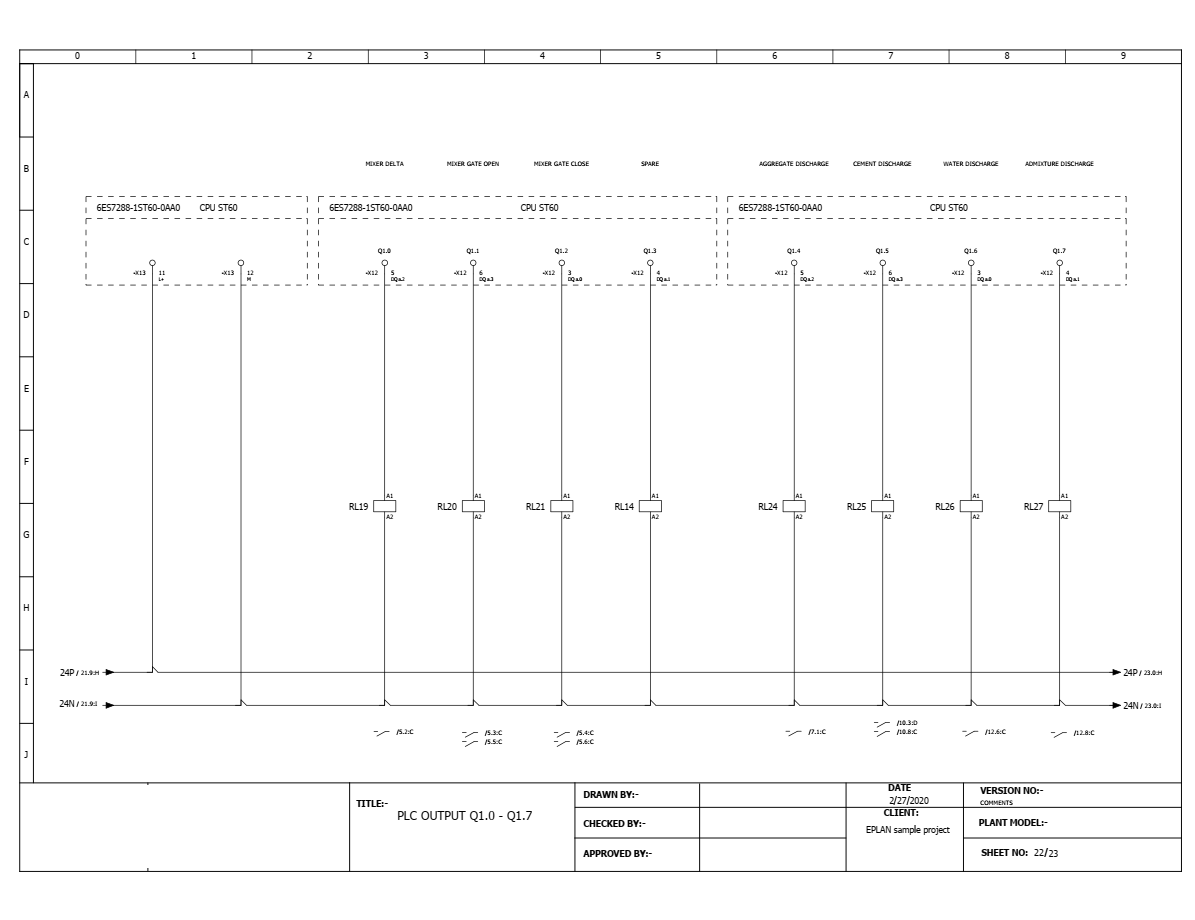 0 1 2 3 4 5 6 7 8 9
A
B
MIXER DELTA MIXER GATE OPEN MIXER GATE CLOSE SPARE AGGREGATE DISCHARGE CEMENT DISCHARGE WATER DISCHARGE ADMIXTURE DISCHARGE
6ES7288-1ST60-0AA0 CPU ST60 6ES7288-1ST60-0AA0 CPU ST60 6ES7288-1ST60-0AA0 CPU ST60
C
Q1.0 Q1.1 Q1.2 Q1.3 Q1.4 Q1.5 Q1.6 Q1.7
-X13 11 -X13 12 -X12 5 -X12 6 -X12 3 -X12 4 -X12 5 -X12 6 -X12 3 -X12 4
L+ M DQa.2 DQa.3 DQa.0 DQa.1 DQa.2 DQa.3 DQa.0 DQa.1
D
E
F
A1 A1 A1 A1 A1 A1 A1 A1
RL19 RL20 RL21 RL14 RL24 RL25 RL26 RL27
A2 A2 A2 A2 A2 A2 A2 A2
G
H
24P / 21.9:H 24P / 23.0:H
I
24N / 21.9:I 24N / 23.0:I
/10.3:D
/5.2:C /5.3:C /5.4:C /7.1:C /10.8:C /12.6:C /12.8:C
/5.5:C /5.6:C
J
TITLE:-
PLC OUTPUT Q1.0 - Q1.7
DRAWN BY:-
CHECKED BY:-
APPROVED BY:-
DATE
2/27/2020
CLIENT:
EPLAN sample project
VERSION NO:-
COMMENTS
PLANT MODEL:-
SHEET NO: 22/23